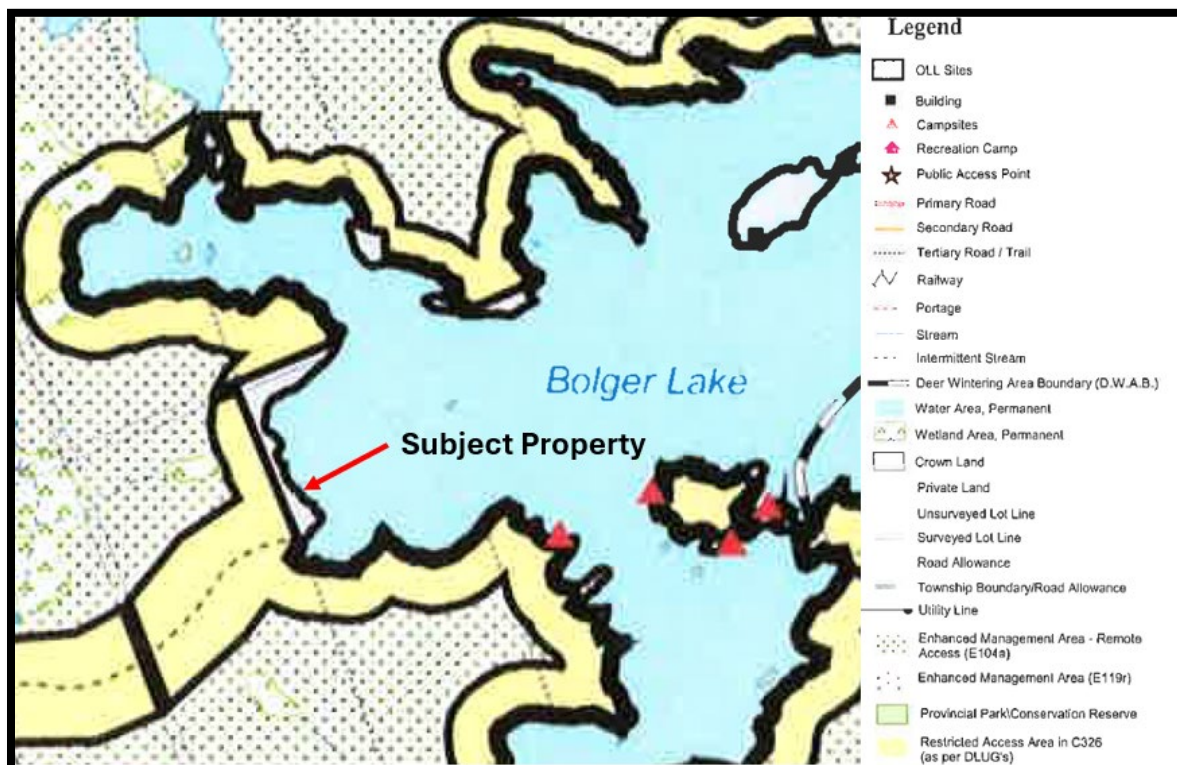 Legend
OLL Sites
Building
Campsites
Recreation Camp
Public Access Point
Primary Road
Secondary Road
Tertiary Road / Trail
Railway
Portage
Stream
Intermittent Stream
Deer Wintering Area Boundary (D.W.A.B.)
Water Area, Permanent
Wetland Area, Permanent
Crown Land
Private Land
Unsurveyed Lot Line
Surveyed Lot Line
Road Allowance
Township Boundary/Road Allowance
Utility Line
Enhanced Management Area - Remote
Access (E104a)
Enhanced Management Area (E119r)
Provincial Park\Conservation Reserve
Restricted Access Area in C326
(as per DLUG's)
Bolger Lake
Subject Property